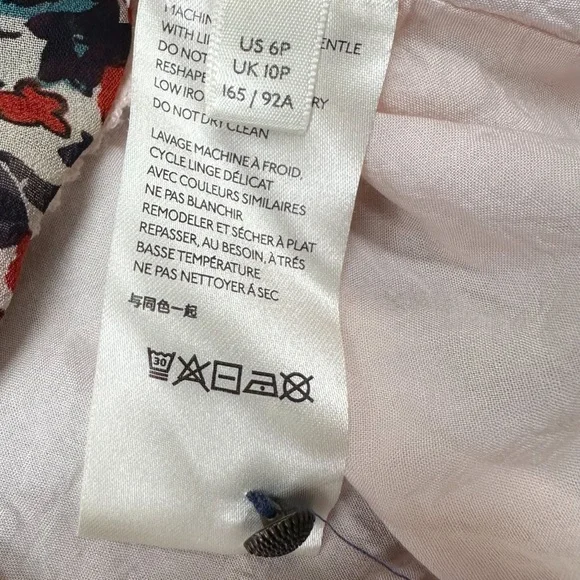 MACHIN
WITH LI
ENTLE
DO NOT
RESHAPE
LOW IRO
RY
DO NOT DRY CLEAN
US 6P
UK 10P
165 / 92A
LAVAGE MACHINE À FROID,
CYCLE LINGE DÉLICAT
AVEC COULEURS SIMILAIRES
NE PAS BLANCHIR
REMODELER ET SÉCHER À PLAT
REPASSER, AU BESOIN, À TRÈS
BASSE TEMPÉRATURE
NE PAS NETTOYER À SEC
与同色一起
30